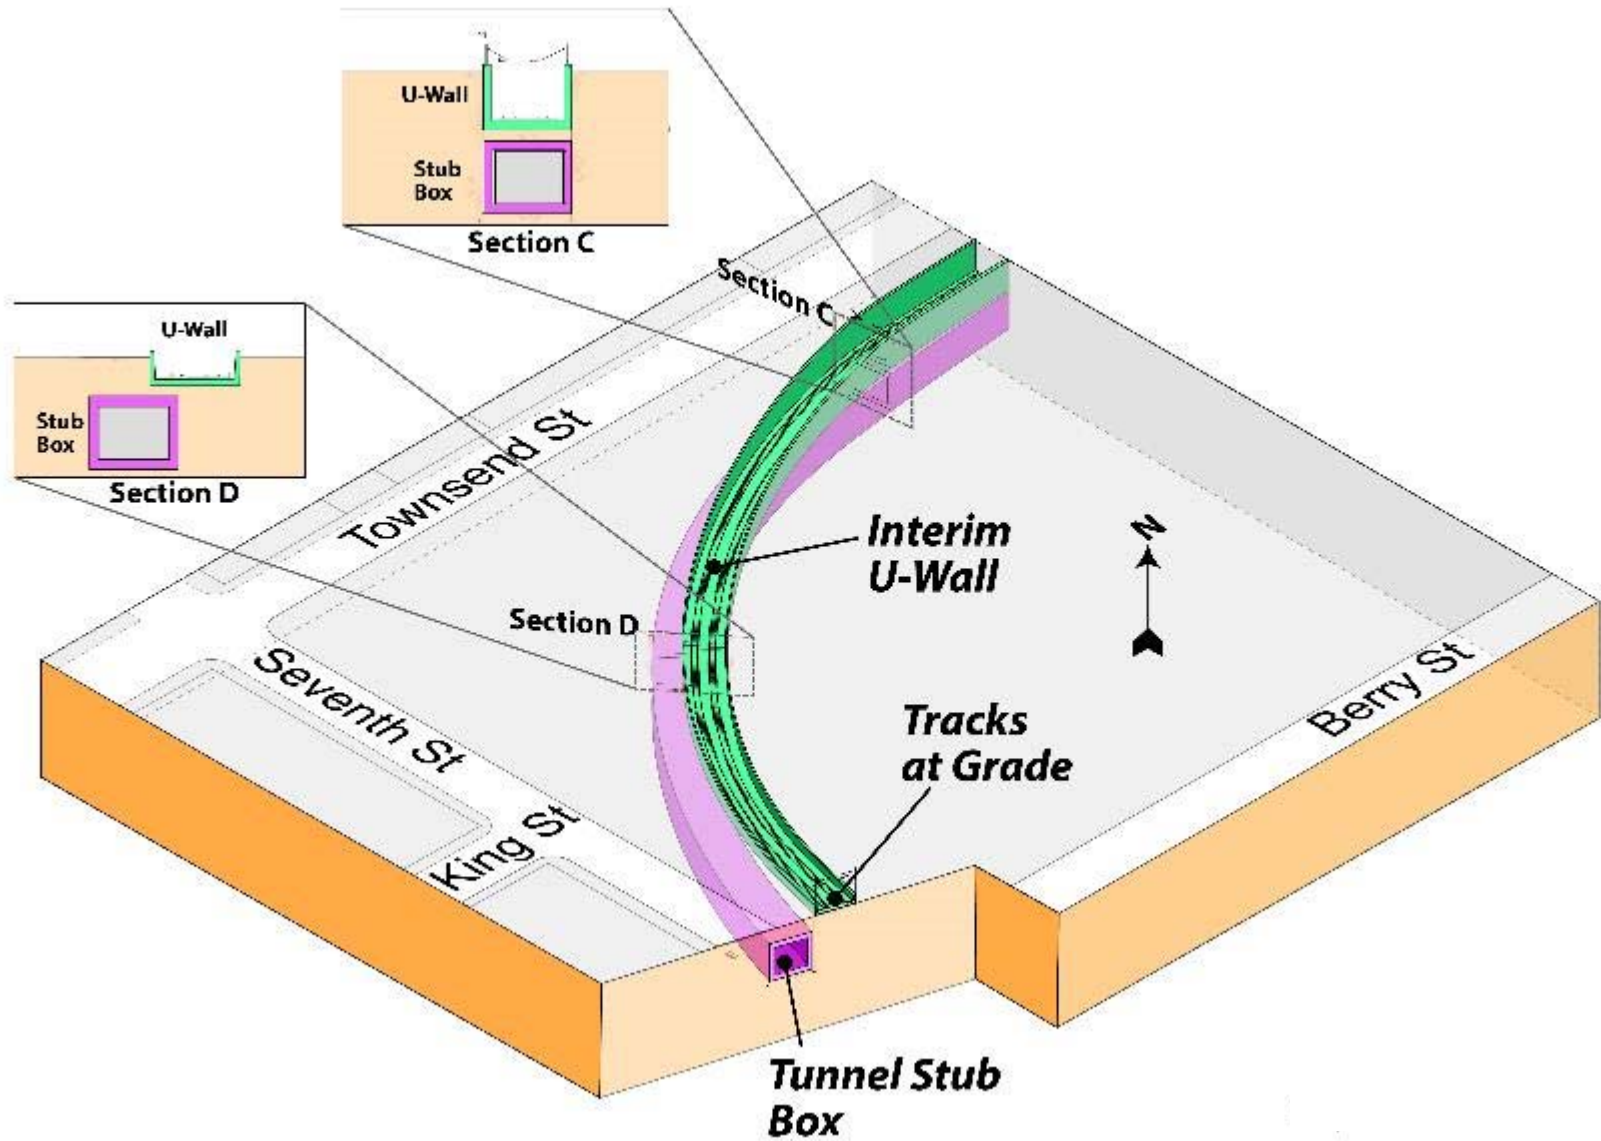 U-Wall
Stub
Box
Section C
U-Wall
Stub
Box
Section D
Section C
Townsend St
Interim
U-Wall
N
Section D
Seventh St
Tracks
at Grade
Berry St
King St
Tunnel Stub
Box